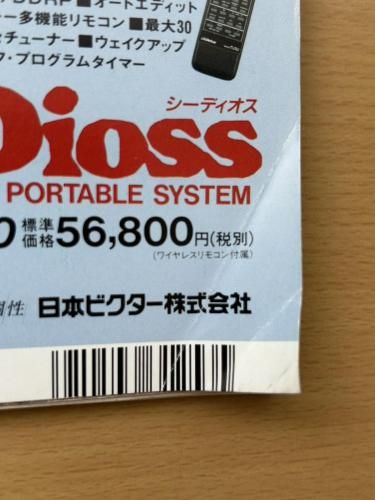 DDRP■オートエディット
ー多機能リモコン■最大30
チューナー■ウェイクアップ
フ・プログラムタイマー
シーディオス
Dioss
PORTABLE SYSTEM
0 標準価格56,800円(税別)
(ワイヤレスリモコン付属)
性 日本ビクター株式会社